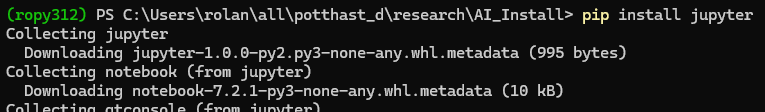 (ropy312) PS C:\Users\rolan\all\potthast_d\research\AI_Install> pip install jupyter
Collecting jupyter
  Downloading jupyter-1.0.0-py2.py3-none-any.whl.metadata (995 bytes)
Collecting notebook (from jupyter)
  Downloading notebook-7.2.1-py3-none-any.whl.metadata (10 kB)
Collecting qtconsole (from jupyter)